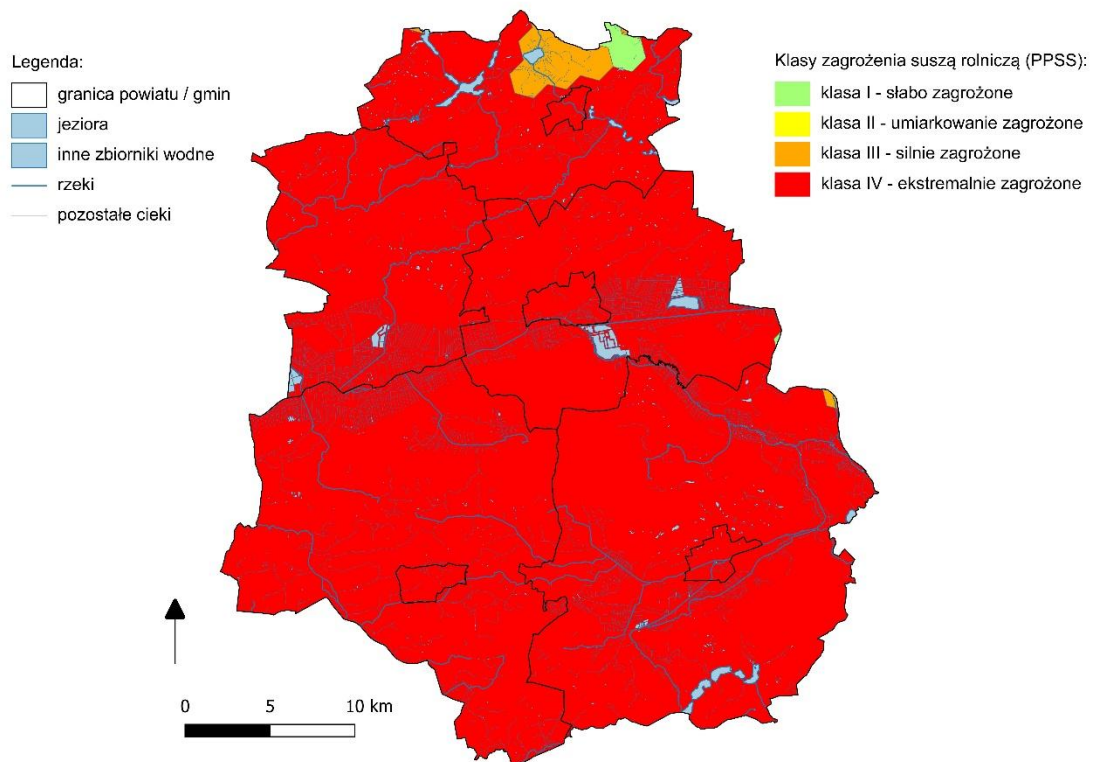 Legenda:
granica powiatu / gmin
jeziora
inne zbiorniki wodne
rzeki
pozostałe cieki
Klasy zagrożenia suszą rolniczą (PPSS):
klasa I - słabo zagrożone
klasa II - umiarkowanie zagrożone
klasa III - silnie zagrożone
klasa IV - ekstremalnie zagrożone
0 5 10 km